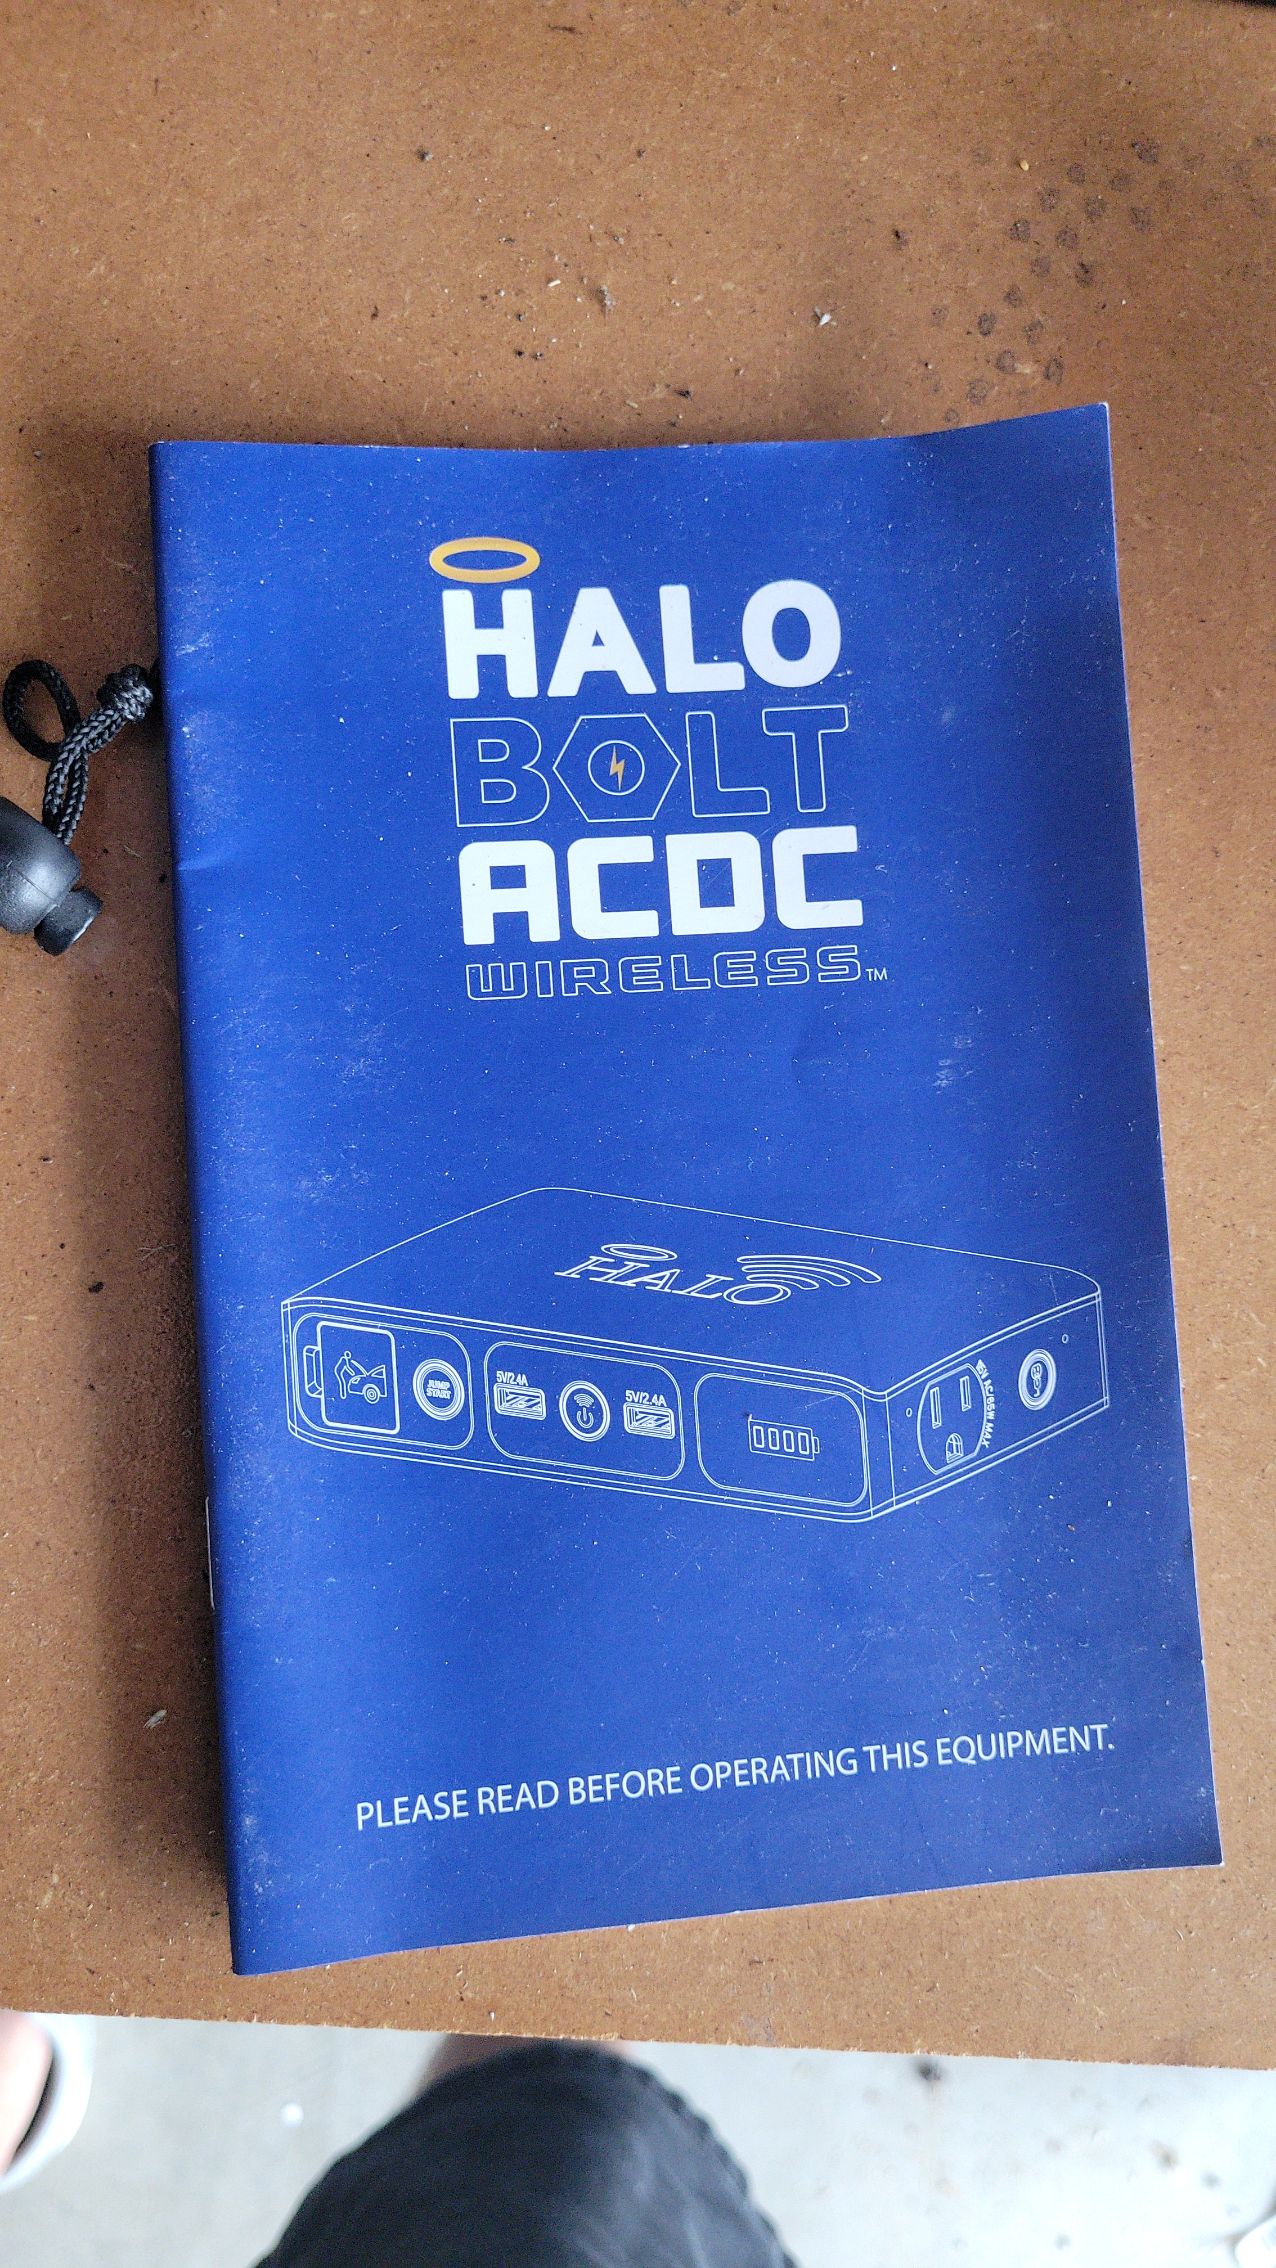 HALO
BOLT
ACDC
WIRELESS™
HALO
JUMP
START
5V/2.4A
5V/2.4A
PLEASE READ BEFORE OPERATING THIS EQUIPMENT.